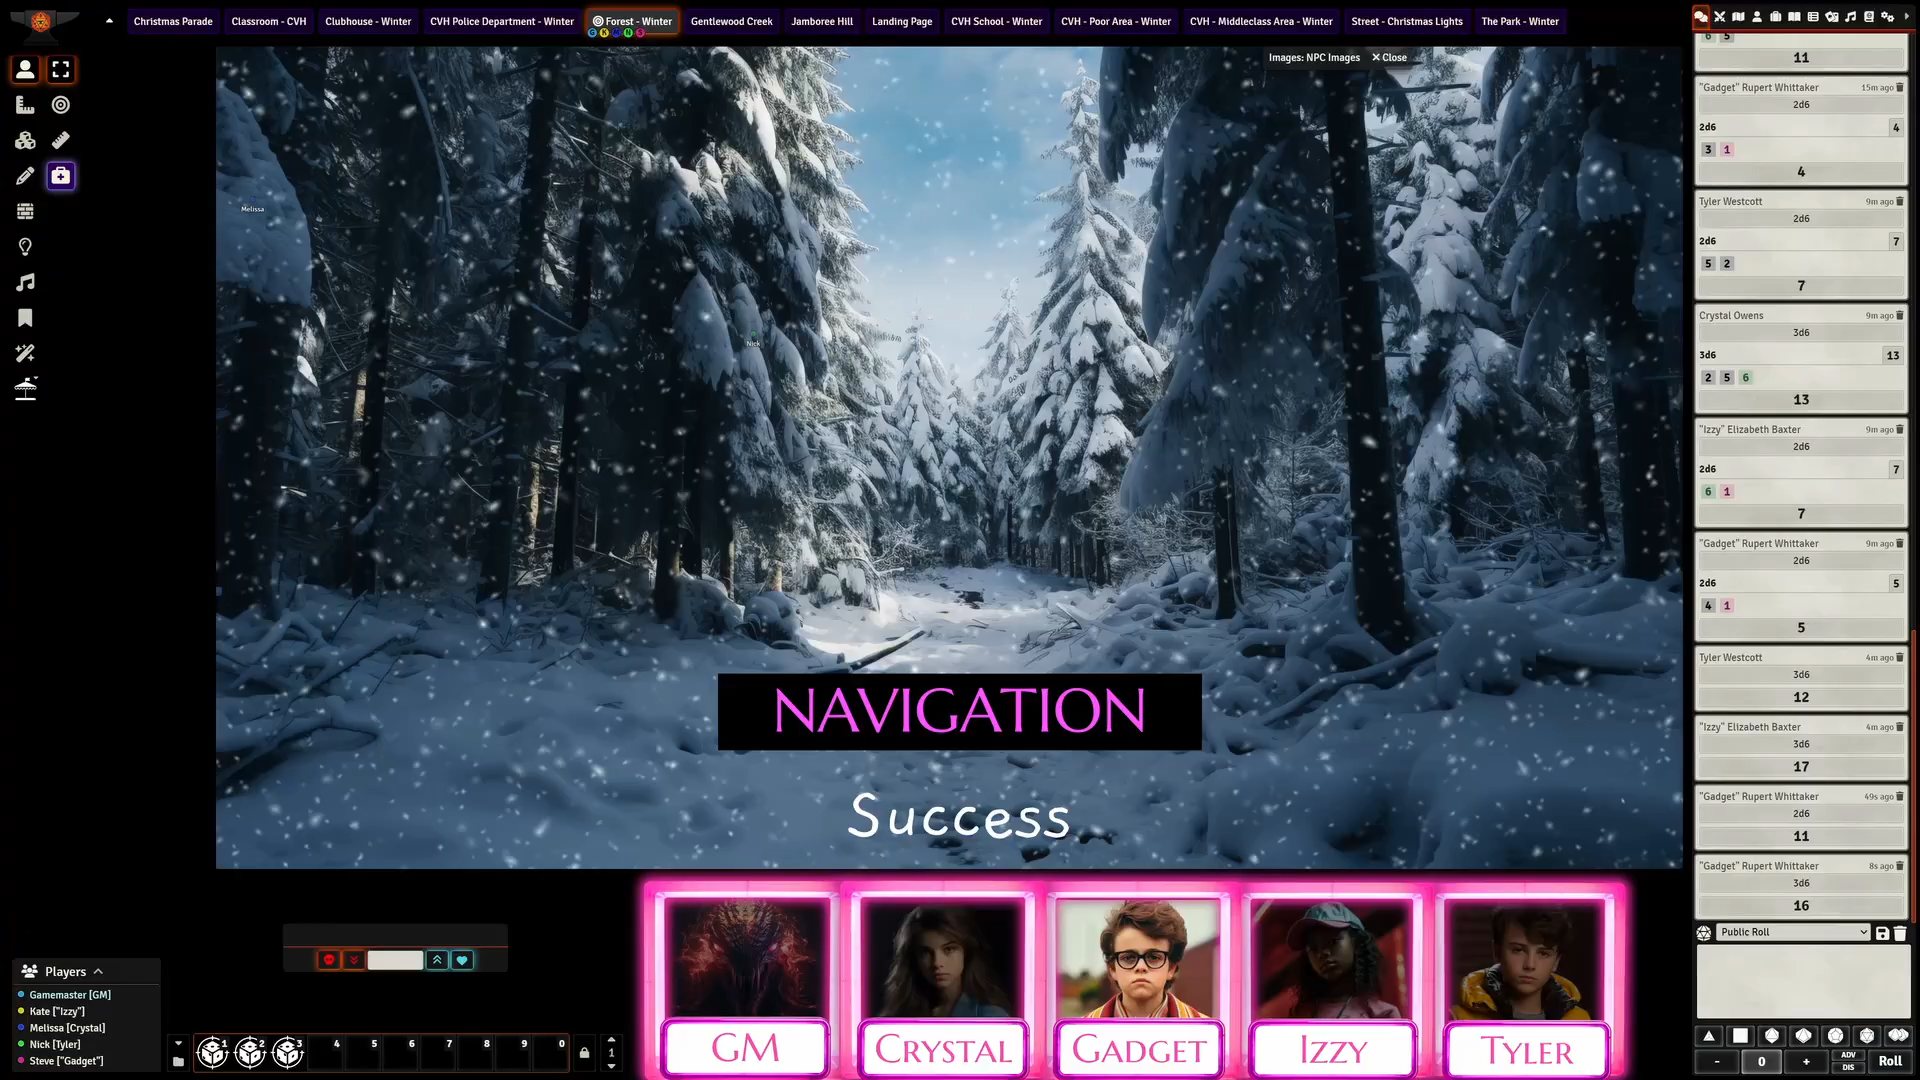 Christmas Parade
Classroom - CVH
Clubhouse - Winter
CVH Police Department - Winter
Forest - Winter
G K M N S
Gentlewood Creek
Jamboree Hill
Landing Page
CVH School - Winter
CVH - Poor Area - Winter
CVH - Middleclass Area - Winter
Street - Christmas Lights
The Park - Winter
Images: NPC Images
Close
Melissa
Nick
NAVIGATION
Success
6 5
11
"Gadget" Rupert Whittaker 15m ago
2d6
2d6 4
3 1
4
Tyler Westcott 9m ago
2d6
2d6 7
5 2
7
Crystal Owens 9m ago
3d6
3d6 13
2 5 6
13
"Izzy" Elizabeth Baxter 9m ago
2d6
2d6 7
6 1
7
"Gadget" Rupert Whittaker 9m ago
2d6
2d6 5
4 1
5
Tyler Westcott 4m ago
3d6
12
"Izzy" Elizabeth Baxter 4m ago
3d6
17
"Gadget" Rupert Whittaker 49s ago
2d6
11
"Gadget" Rupert Whittaker 8s ago
3d6
16
Public Roll
- 0 + ADV DIS Roll
Players
Gamemaster [GM]
Kate ["Izzy"]
Melissa [Crystal]
Nick [Tyler]
Steve ["Gadget"]
1 2 3 4 5 6 7 8 9 0
1
GM
Crystal
Gadget
Izzy
Tyler